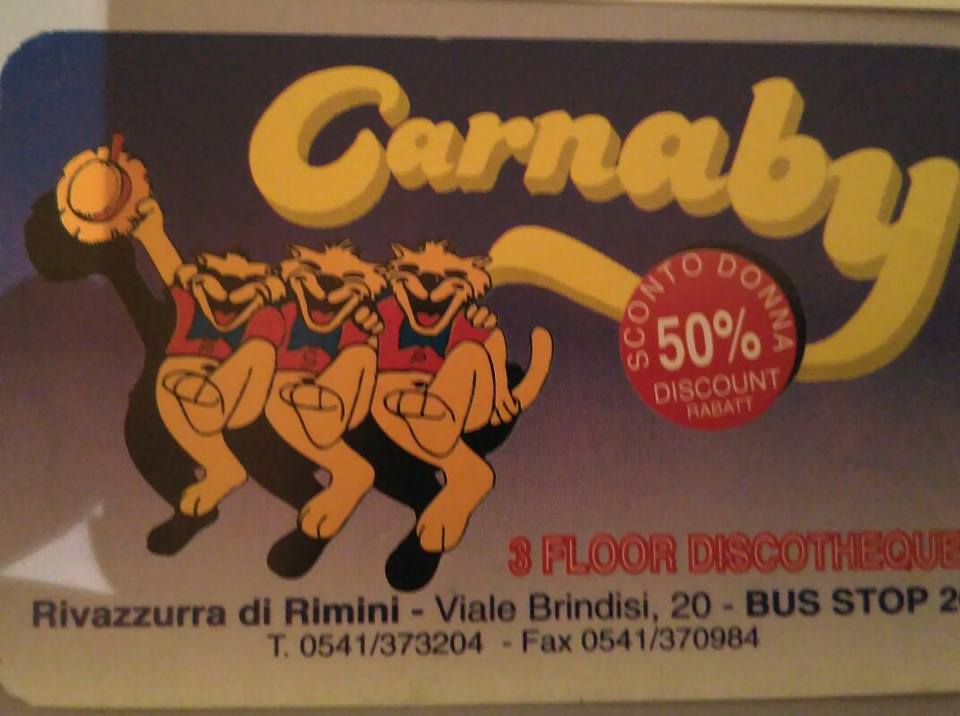 Carnaby
SCONTO DONNA
50%
DISCOUNT
RABATT
3 FLOOR DISCOTHEQUE
Rivazzurra di Rimini - Viale Brindisi, 20 - BUS STOP
T. 0541/373204 - Fax 0541/370984